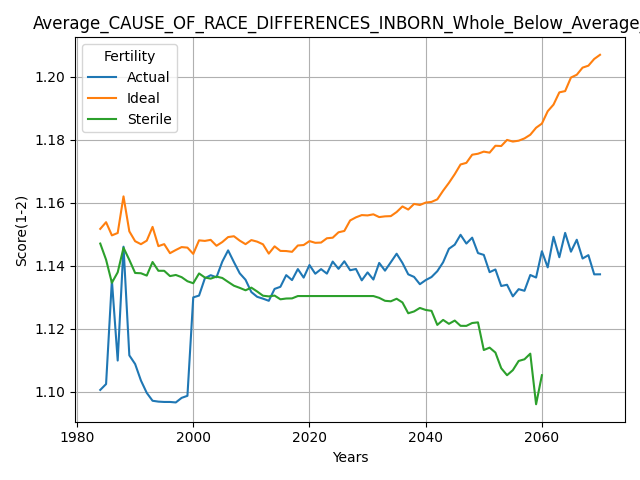 Average_CAUSE_OF_RACE_DIFFERENCES_INBORN_Whole_Below_Average_
Fertility
Actual
Ideal
Sterile
Score(1-2)
1.20
1.18
1.16
1.14
1.12
1.10
1980
2000
2020
2040
2060
Years